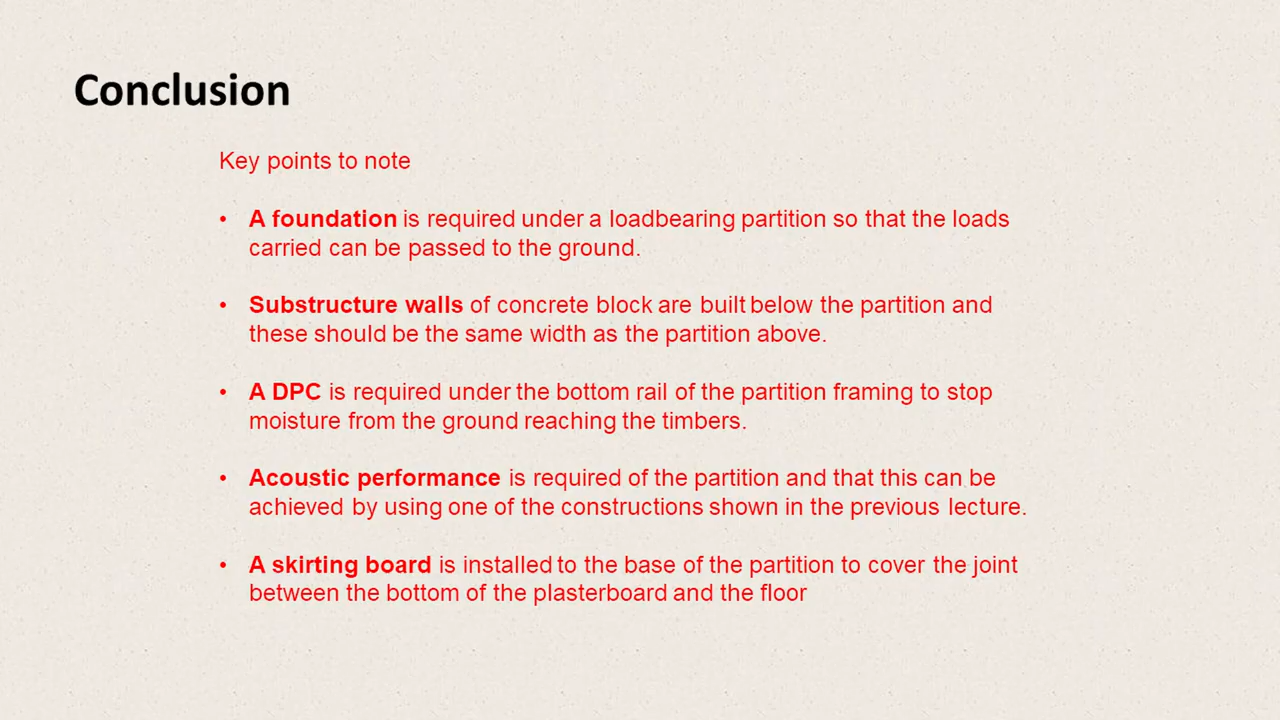 Conclusion
Key points to note
• A foundation is required under a loadbearing partition so that the loads
carried can be passed to the ground.
• Substructure walls of concrete block are built below the partition and
these should be the same width as the partition above.
• A DPC is required under the bottom rail of the partition framing to stop
moisture from the ground reaching the timbers.
• Acoustic performance is required of the partition and that this can be
achieved by using one of the constructions shown in the previous lecture.
• A skirting board is installed to the base of the partition to cover the joint
between the bottom of the plasterboard and the floor